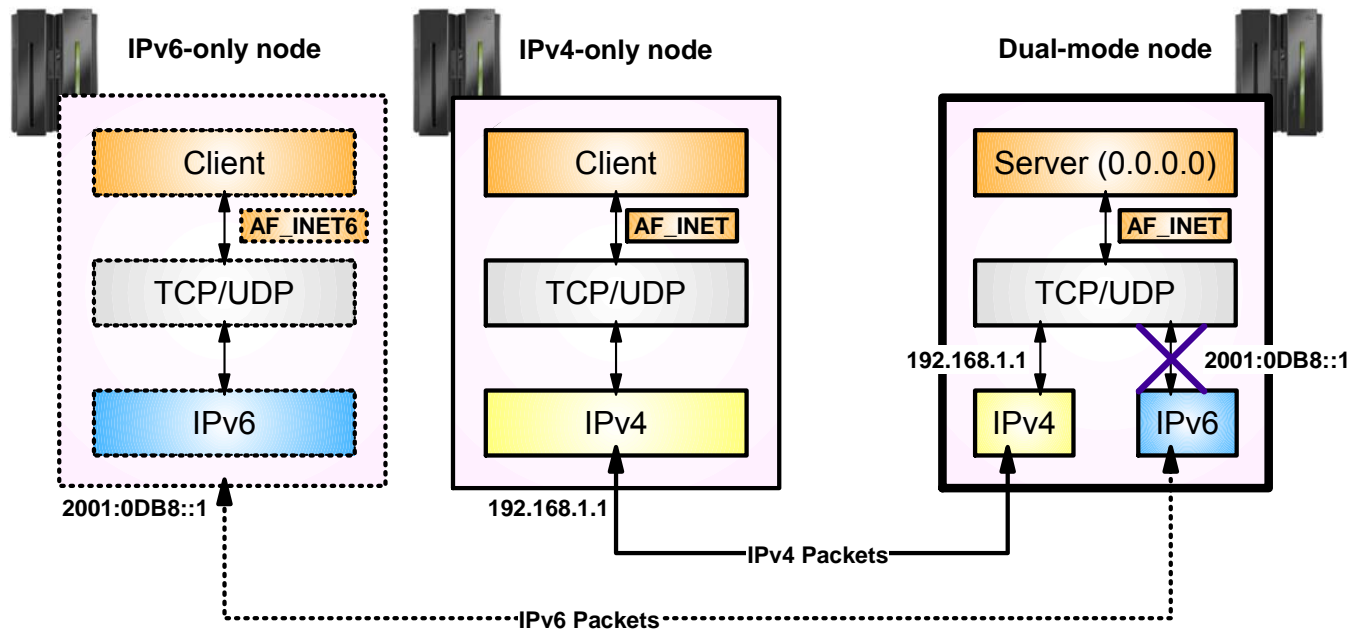 IPv6-only node
IPv4-only node
Dual-mode node
Client
Client
Server (0.0.0.0)
AF_INET6
AF_INET
AF_INET
TCP/UDP
TCP/UDP
TCP/UDP
192.168.1.1
2001:0DB8::1
IPv6
IPv4
IPv4
IPv6
2001:0DB8::1
192.168.1.1
IPv4 Packets
IPv6 Packets